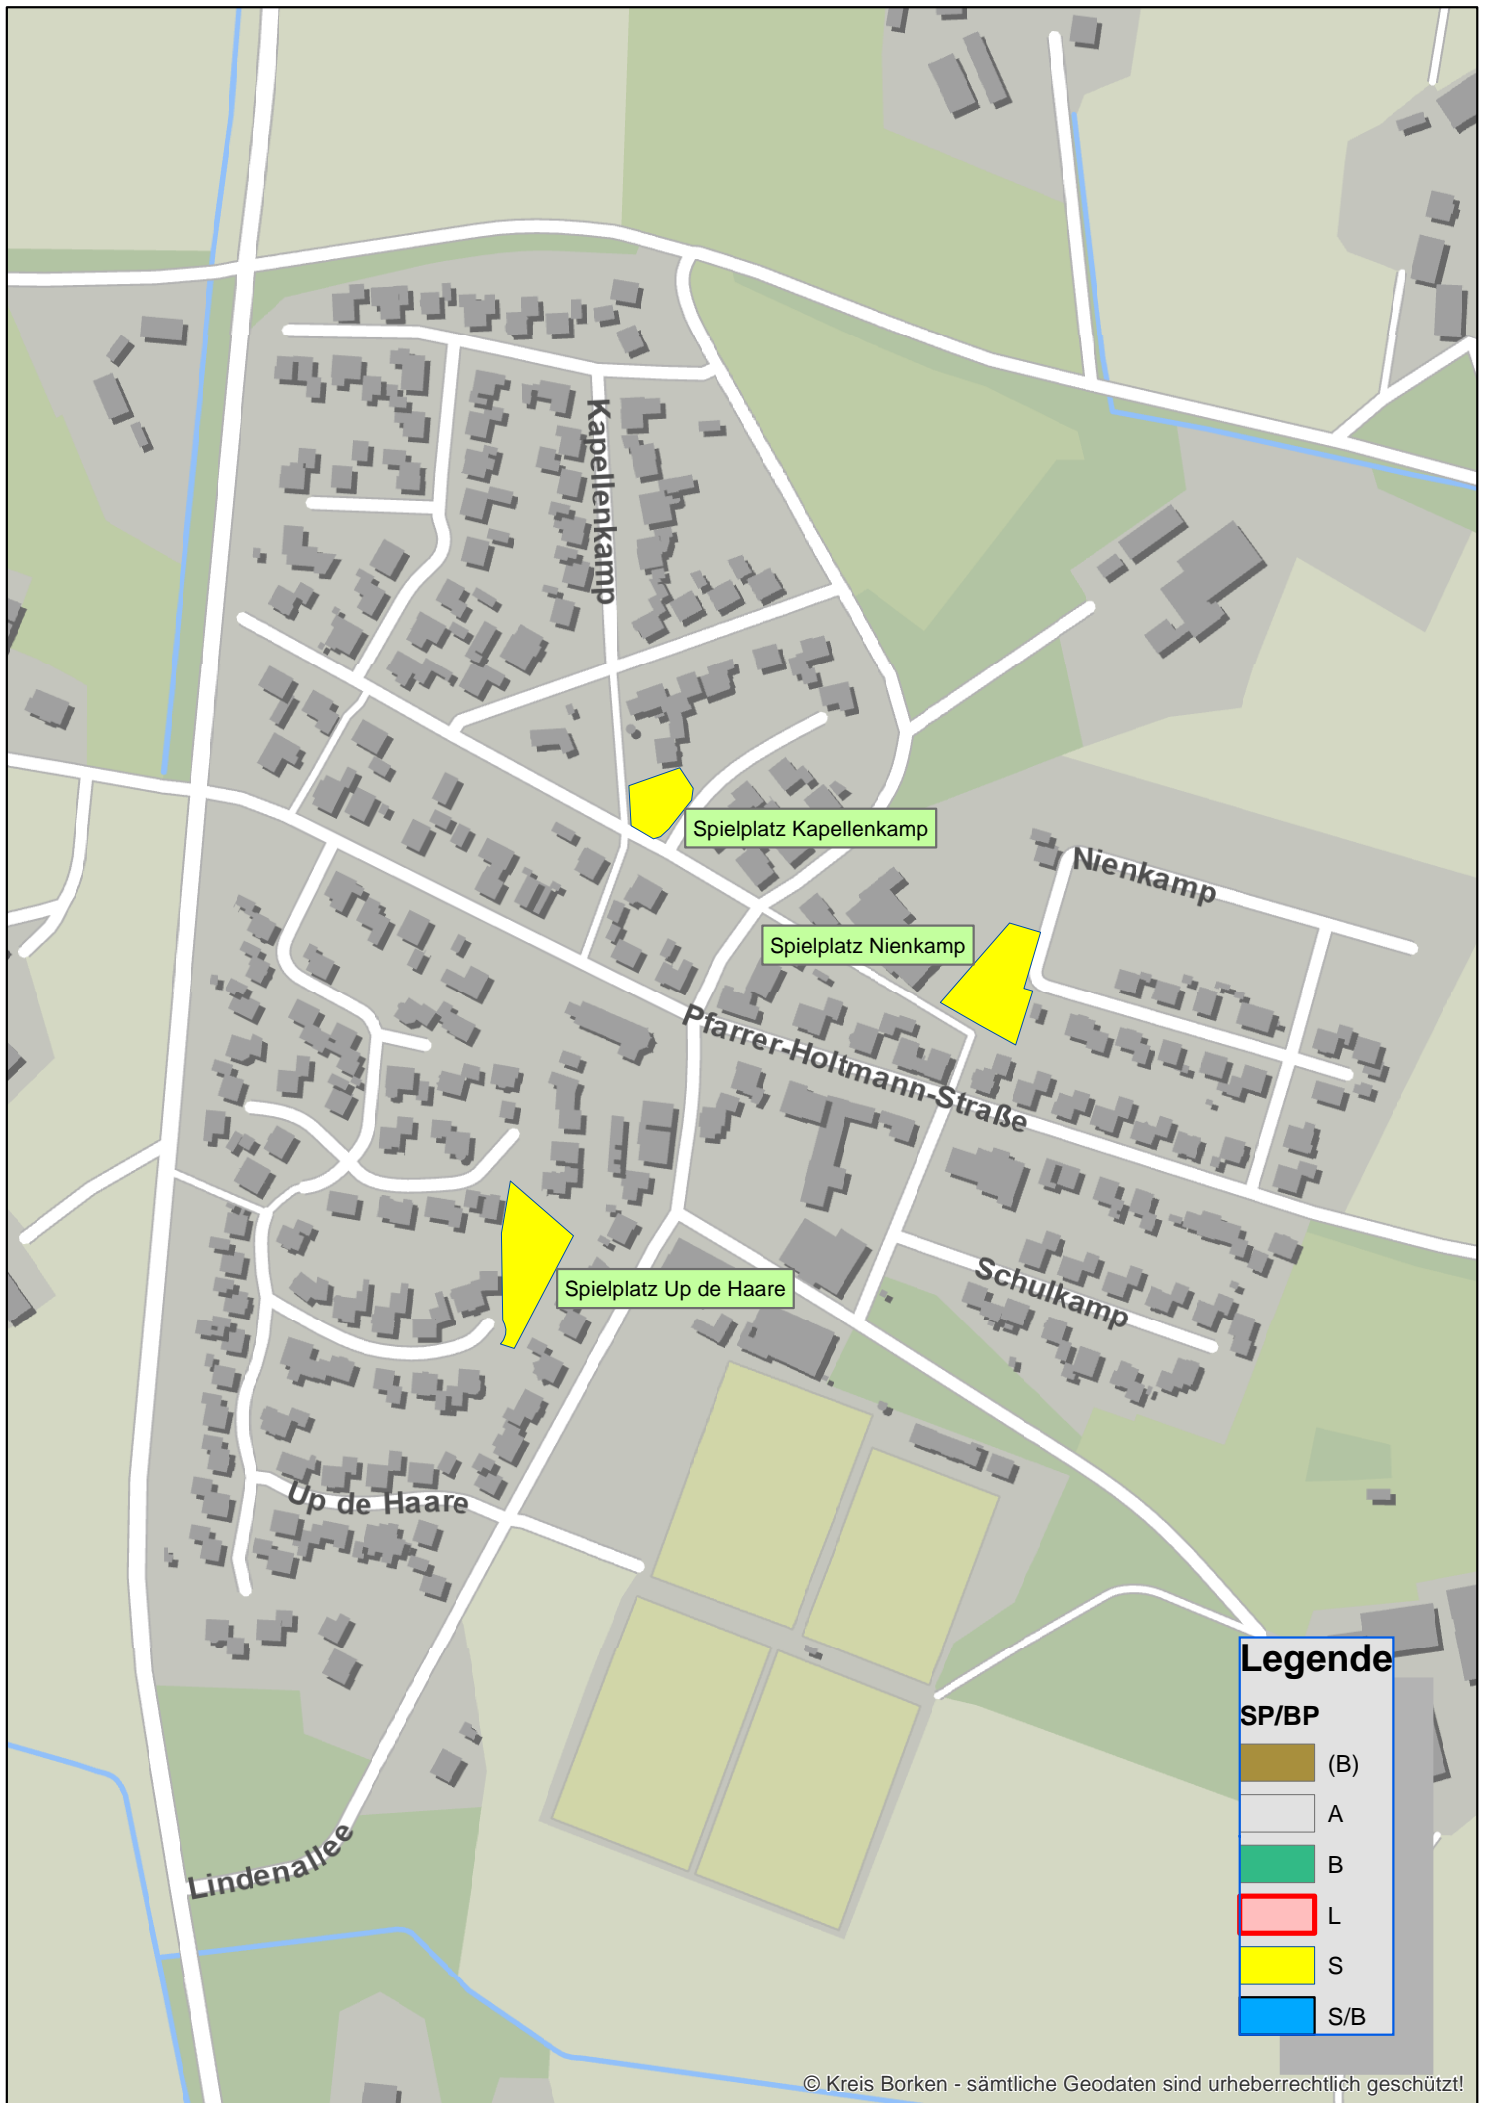 Kapellenkamp
Spielplatz Kapellenkamp
Nienkamp
Spielplatz Nienkamp
Pfarrer-Holtmann-Straße
Spielplatz Up de Haare
Schulkamp
Up de Haare
Lindenallee
Legende
SP/BP
(B)
A
B
L
S
S/B
© Kreis Borken - sämtliche Geodaten sind urheberrechtlich geschützt!